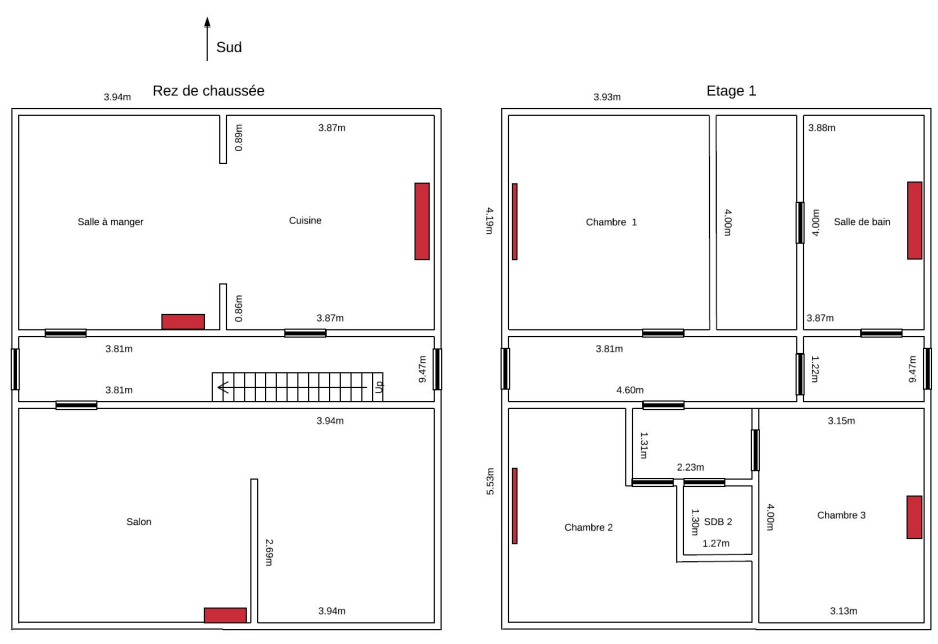 Sud
Rez de chaussée
Etage 1
3.94m
3.93m
0.89m
3.87m
3.88m
4.19m
Salle à manger
Cuisine
Chambre 1
4.00m
4.00m
Salle de bain
0.86m
3.87m
3.87m
3.81m
3.81m
9.47m
1.22m
9.47m
3.81m
Up
4.60m
3.94m
3.15m
1.31m
2.23m
5.53m
Salon
Chambre 2
1.30m
SDB 2
4.00m
Chambre 3
2.69m
1.27m
3.94m
3.13m